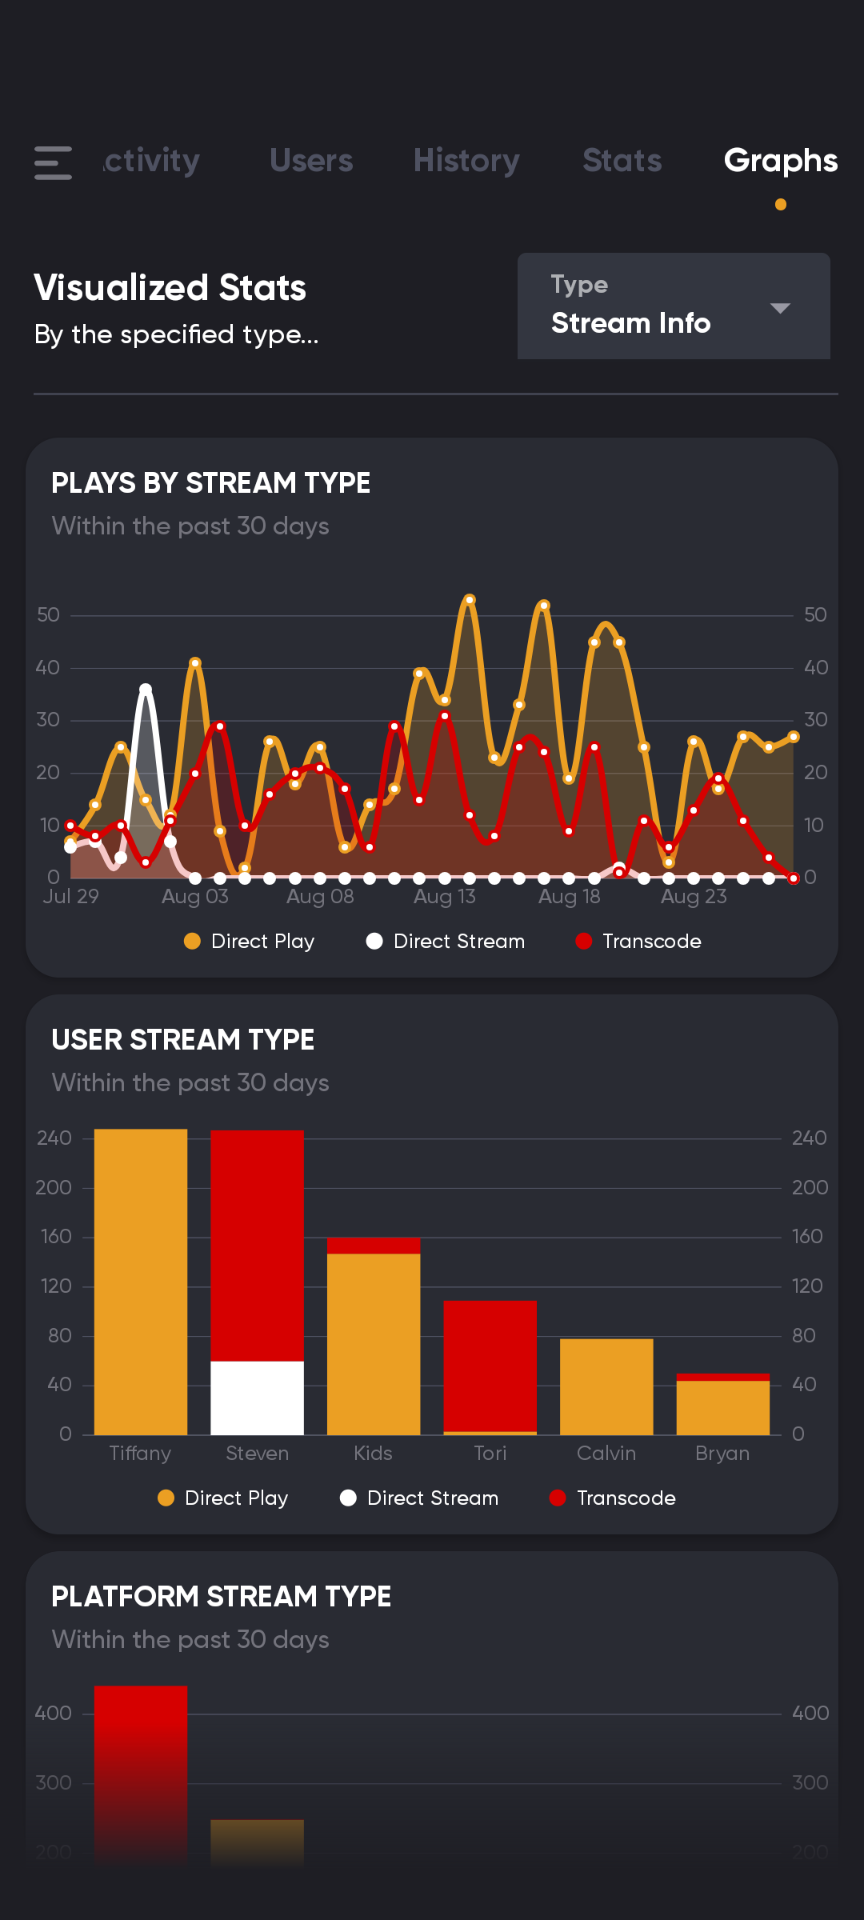 ctivity Users History Stats Graphs
Visualized Stats
By the specified type...
Type
Stream Info
PLAYS BY STREAM TYPE
Within the past 30 days
50 50
40 40
30 30
20 20
10 10
0 0
Jul 29 Aug 03 Aug 08 Aug 13 Aug 18 Aug 23
Direct Play Direct Stream Transcode
USER STREAM TYPE
Within the past 30 days
240 240
200 200
160 160
120 120
80 80
40 40
0 0
Tiffany Steven Kids Tori Calvin Bryan
Direct Play Direct Stream Transcode
PLATFORM STREAM TYPE
Within the past 30 days
400 400
300 300
200 200